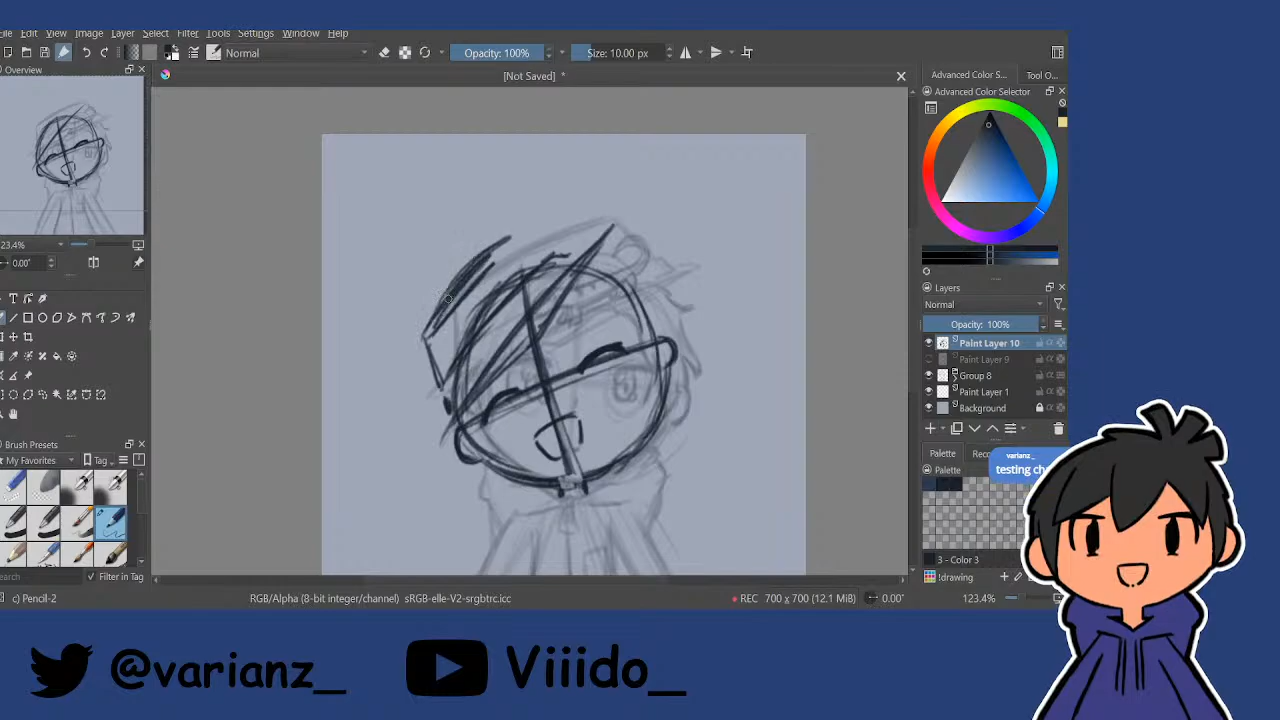 File Edit View Image Layer Select Filter Tools Settings Window Help
Normal
Opacity: 100%
Size: 10.00 px
Overview
[Not Saved] *
Advanced Color S...
Tool O...
Advanced Color Selector
23.4%
0.00°
Layers
Normal
Opacity: 100%
Paint Layer 10
Paint Layer 9
Group 8
Paint Layer 1
Background
Brush Presets
My Favorites
Tag
Palette
Palette
varianz_
3 - Color 3
!drawing
Filter in Tag
c) Pencil-2
RGB/Alpha (8-bit integer/channel) sRGB-elle-V2-srgbtrc.icc
REC 700 x 700 (12.1 MiB)
0.00°
123.4%
@varianz_
Viiido_